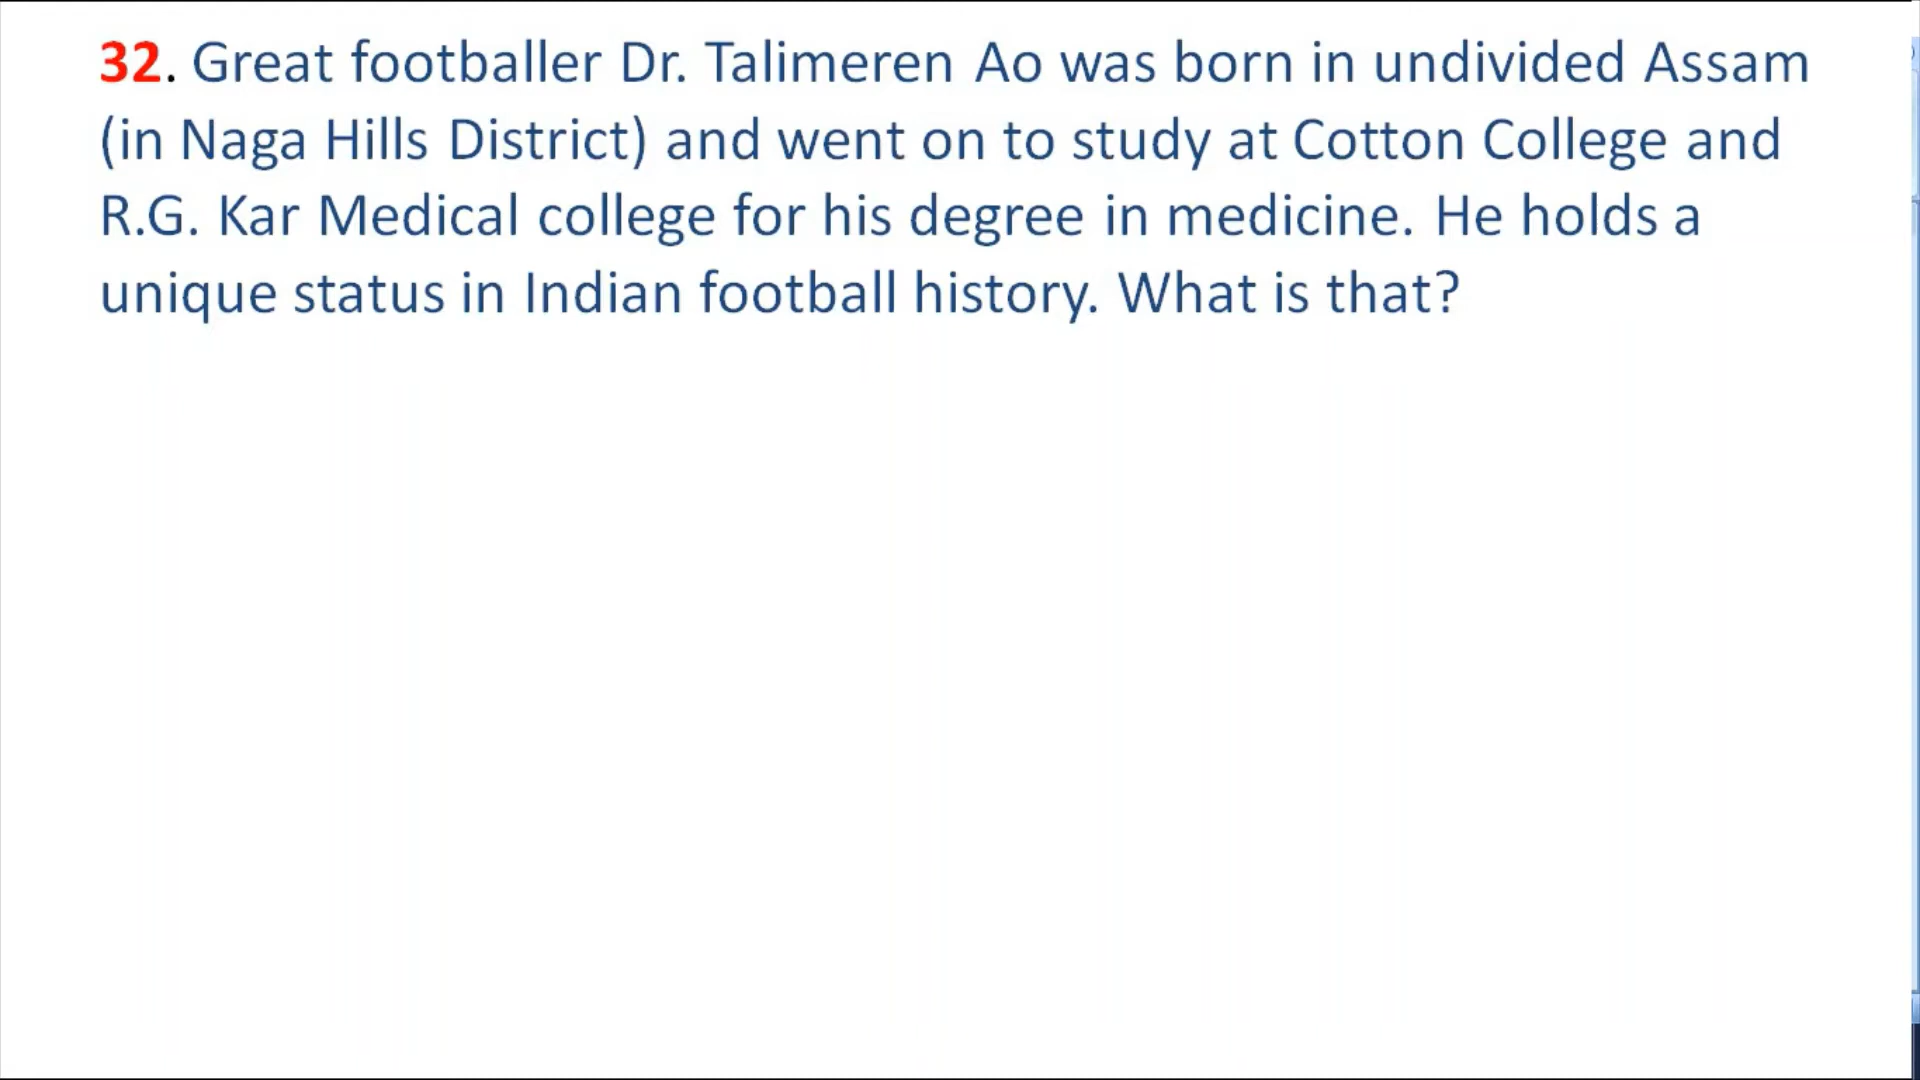 32. Great footballer Dr. Talimeren Ao was born in undivided Assam
(in Naga Hills District) and went on to study at Cotton College and
R.G. Kar Medical college for his degree in medicine. He holds a
unique status in Indian football history. What is that?